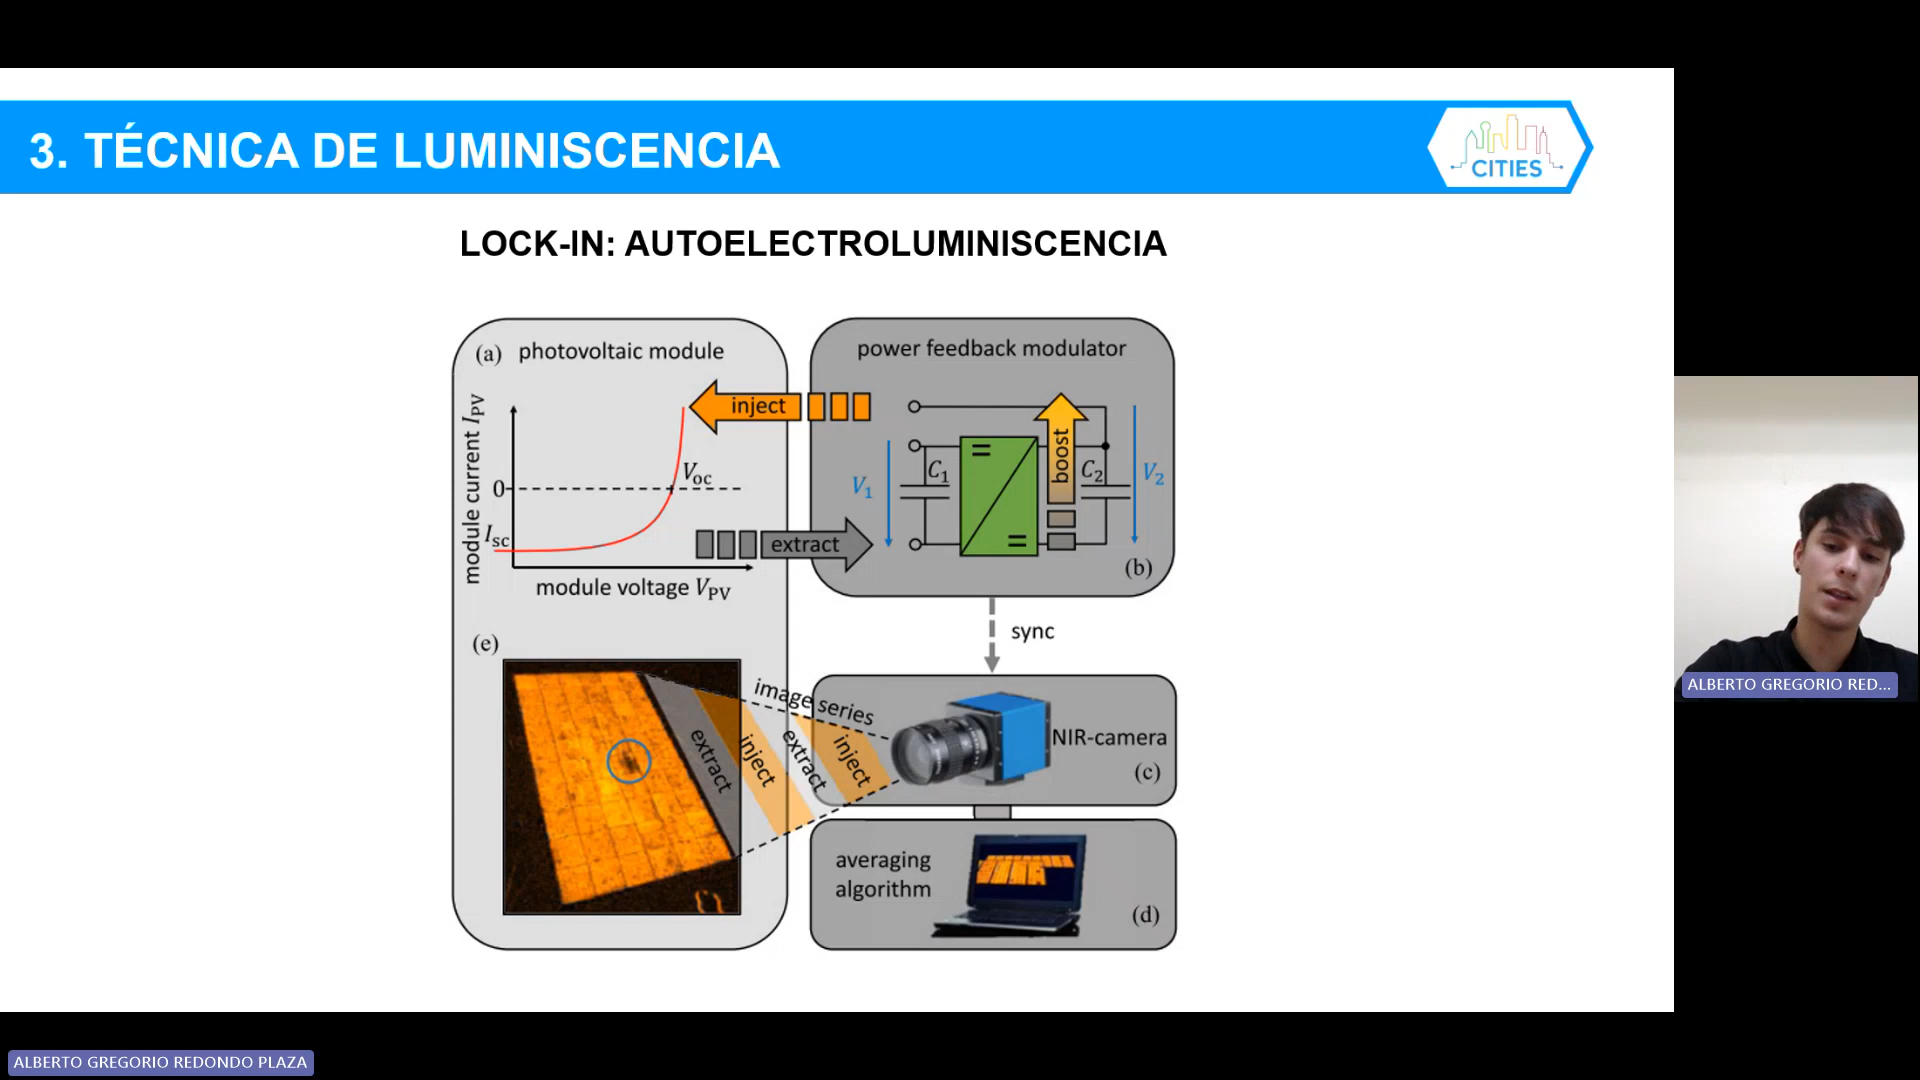 3. TÉCNICA DE LUMINISCENCIA
CITIES
LOCK-IN: AUTOELECTROLUMINISCENCIA
(a) photovoltaic module
module current IPV
0
Isc
Voc
module voltage VPV
inject
extract
power feedback modulator
V1
C1
boost
C2
V2
(b)
sync
(e)
image series
extract
inject
extract
inject
NIR-camera
(c)
averaging
algorithm
(d)
ALBERTO GREGORIO RED...
ALBERTO GREGORIO REDONDO PLAZA